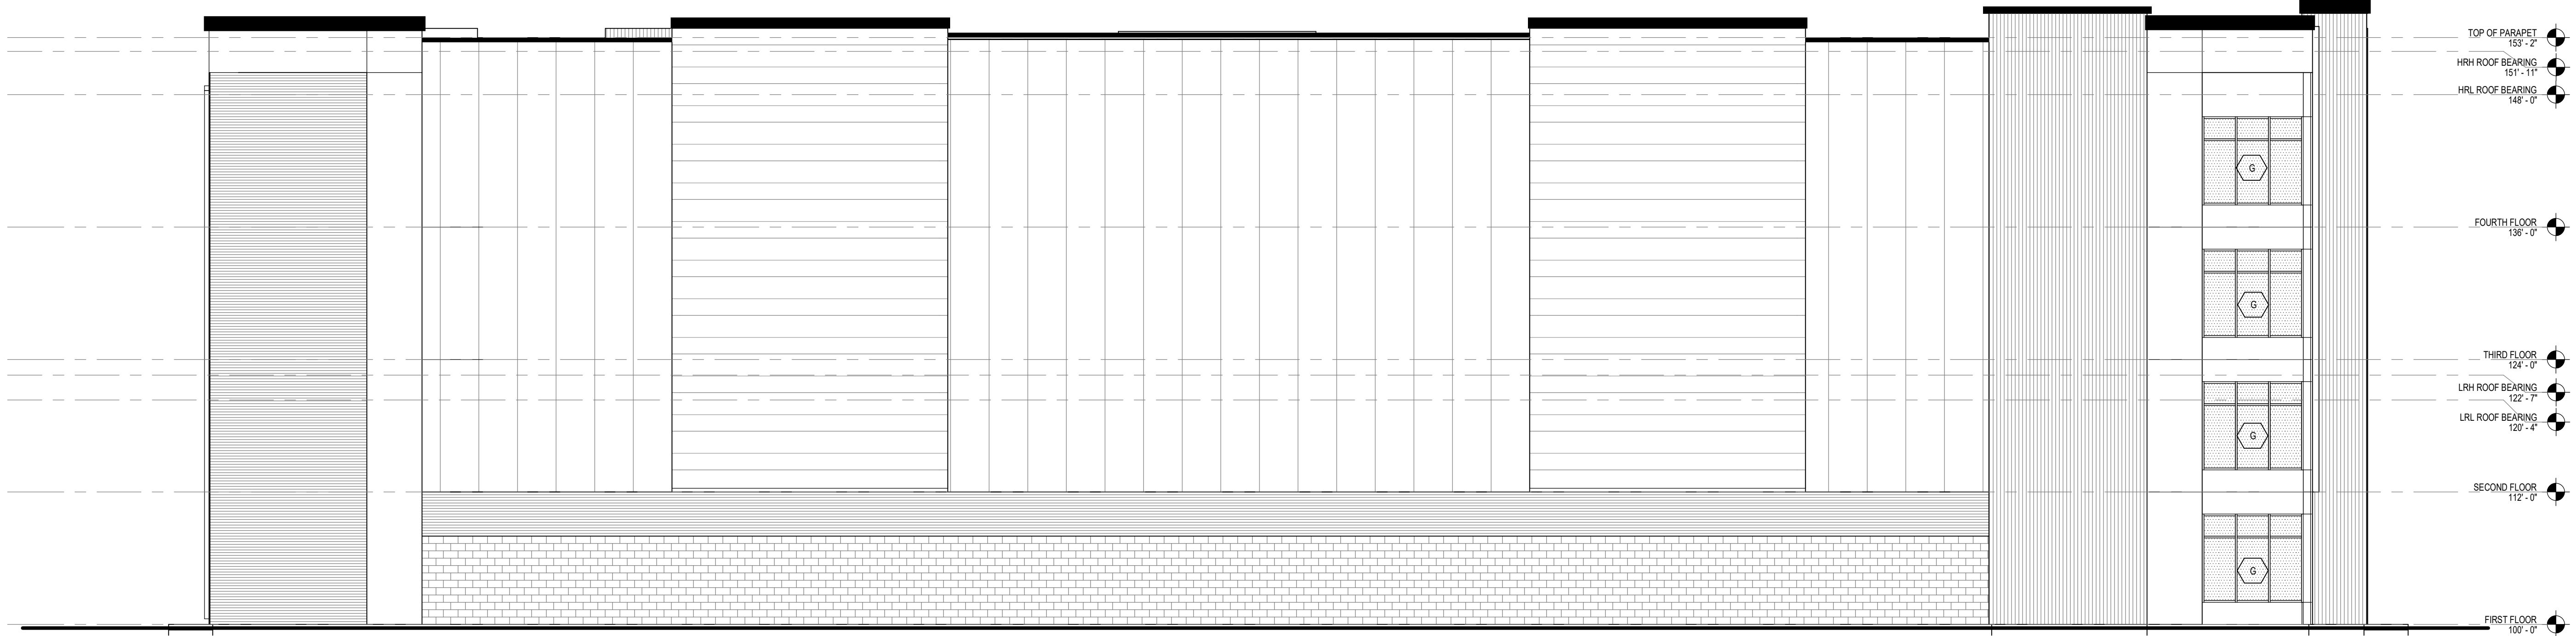 TOP OF PARAPET
153' - 2"
HRH ROOF BEARING
151' - 11"
HRL ROOF BEARING
148' - 0"
G
FOURTH FLOOR
136' - 0"
G
THIRD FLOOR
124' - 0"
LRH ROOF BEARING
122' - 7"
LRL ROOF BEARING
120' - 4"
G
SECOND FLOOR
112' - 0"
G
FIRST FLOOR
100' - 0"